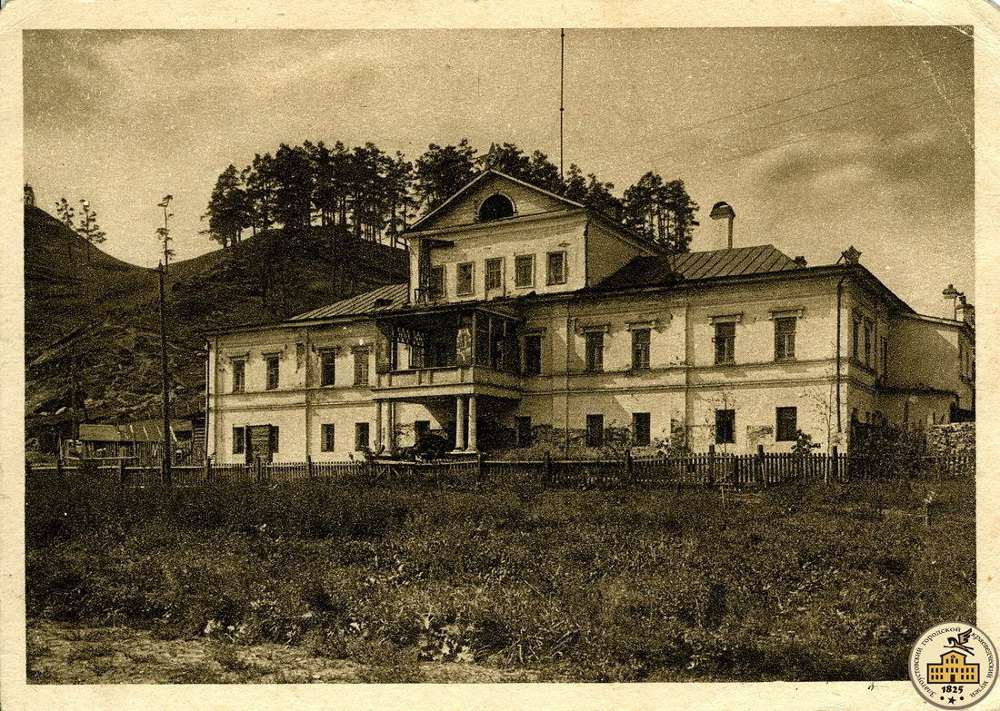 Златоустовский городской краеведческий музей
1825